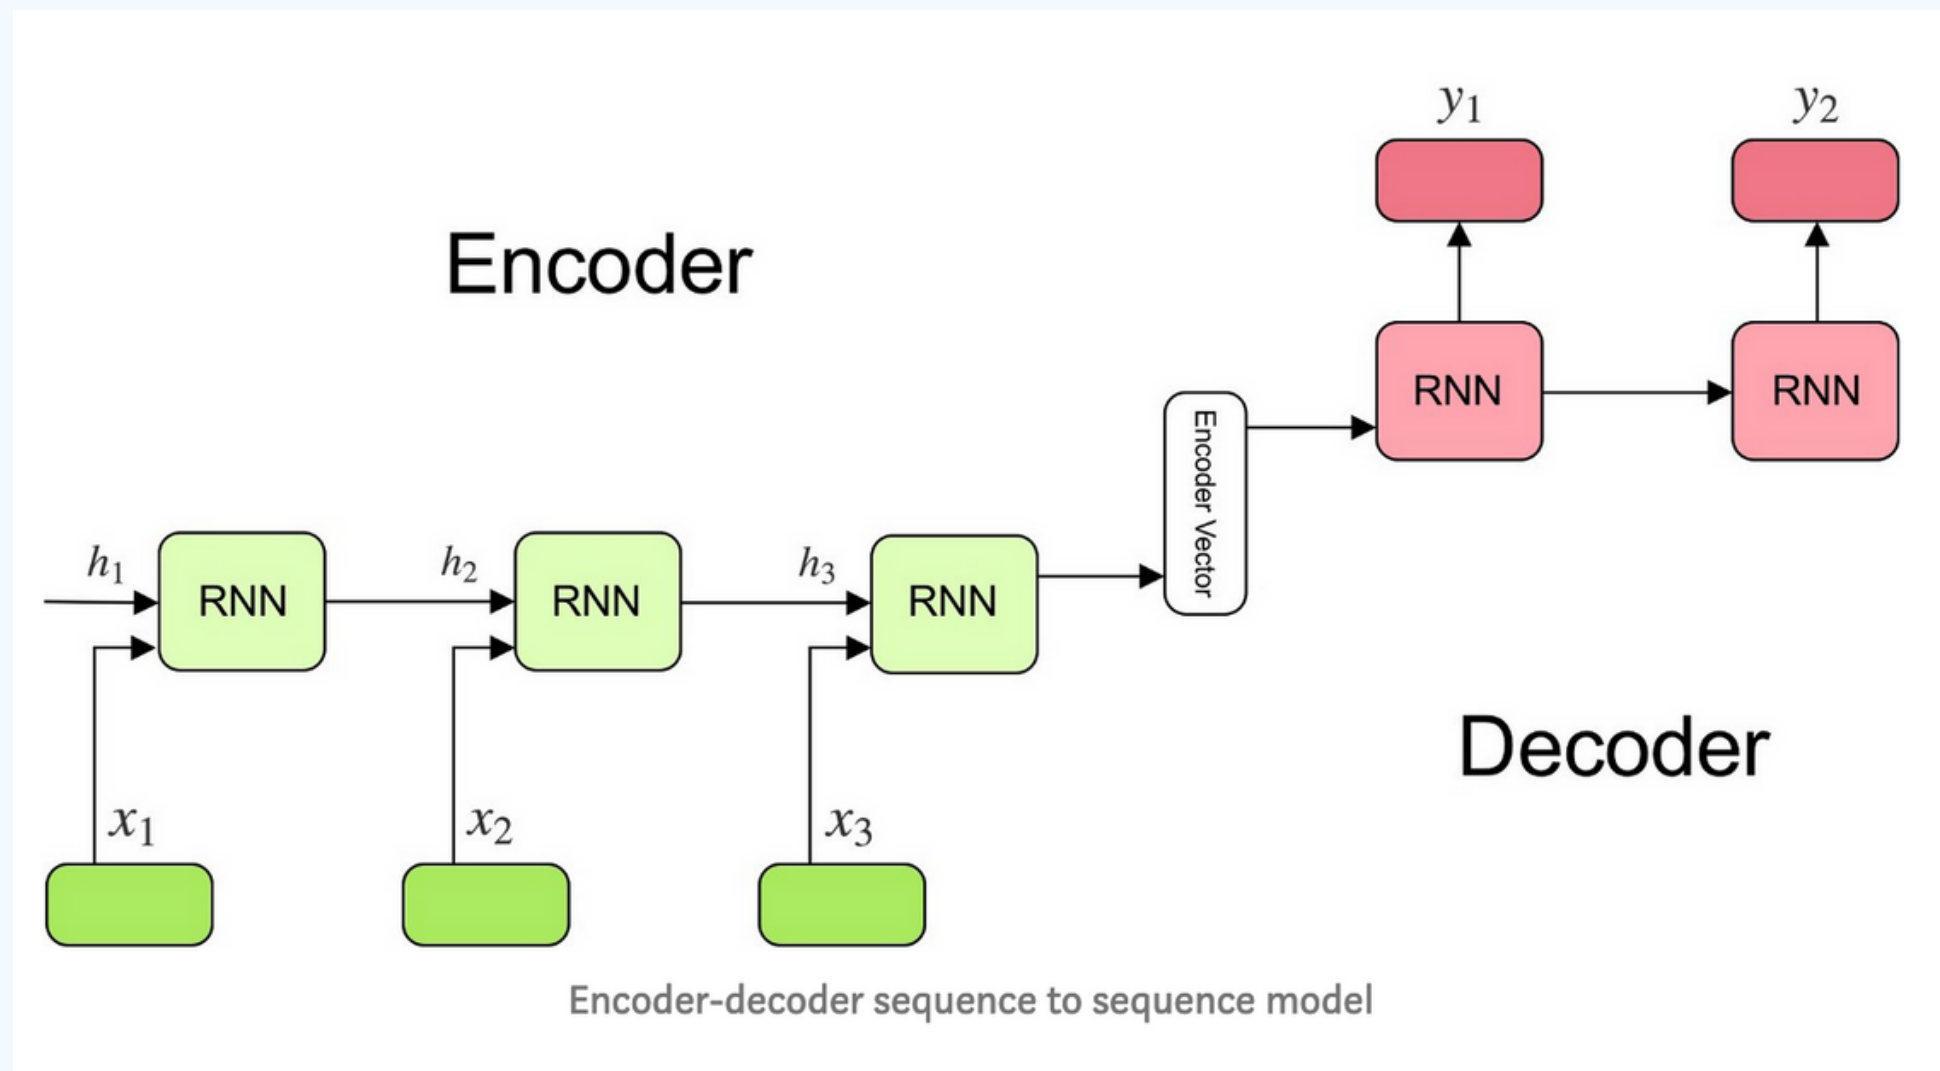 y1
y2
Encoder
RNN
RNN
Encoder Vector
h1
h2
h3
RNN
RNN
RNN
Decoder
x1
x2
x3
Encoder-decoder sequence to sequence model